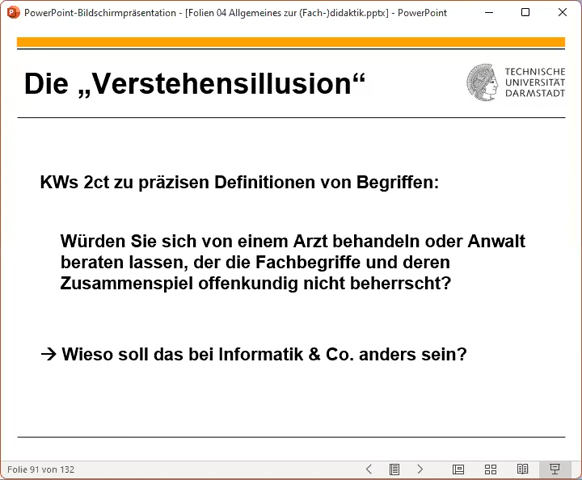 PowerPoint-Bildschirmpräsentation - [Folien 04 Allgemeines zur (Fach-)didaktik.pptx] - PowerPoint
Die „Verstehensillusion“
TECHNISCHE
UNIVERSITÄT
DARMSTADT
KWs 2ct zu präzisen Definitionen von Begriffen:
Würden Sie sich von einem Arzt behandeln oder Anwalt
beraten lassen, der die Fachbegriffe und deren
Zusammenspiel offenkundig nicht beherrscht?
→ Wieso soll das bei Informatik & Co. anders sein?
Folie 91 von 132